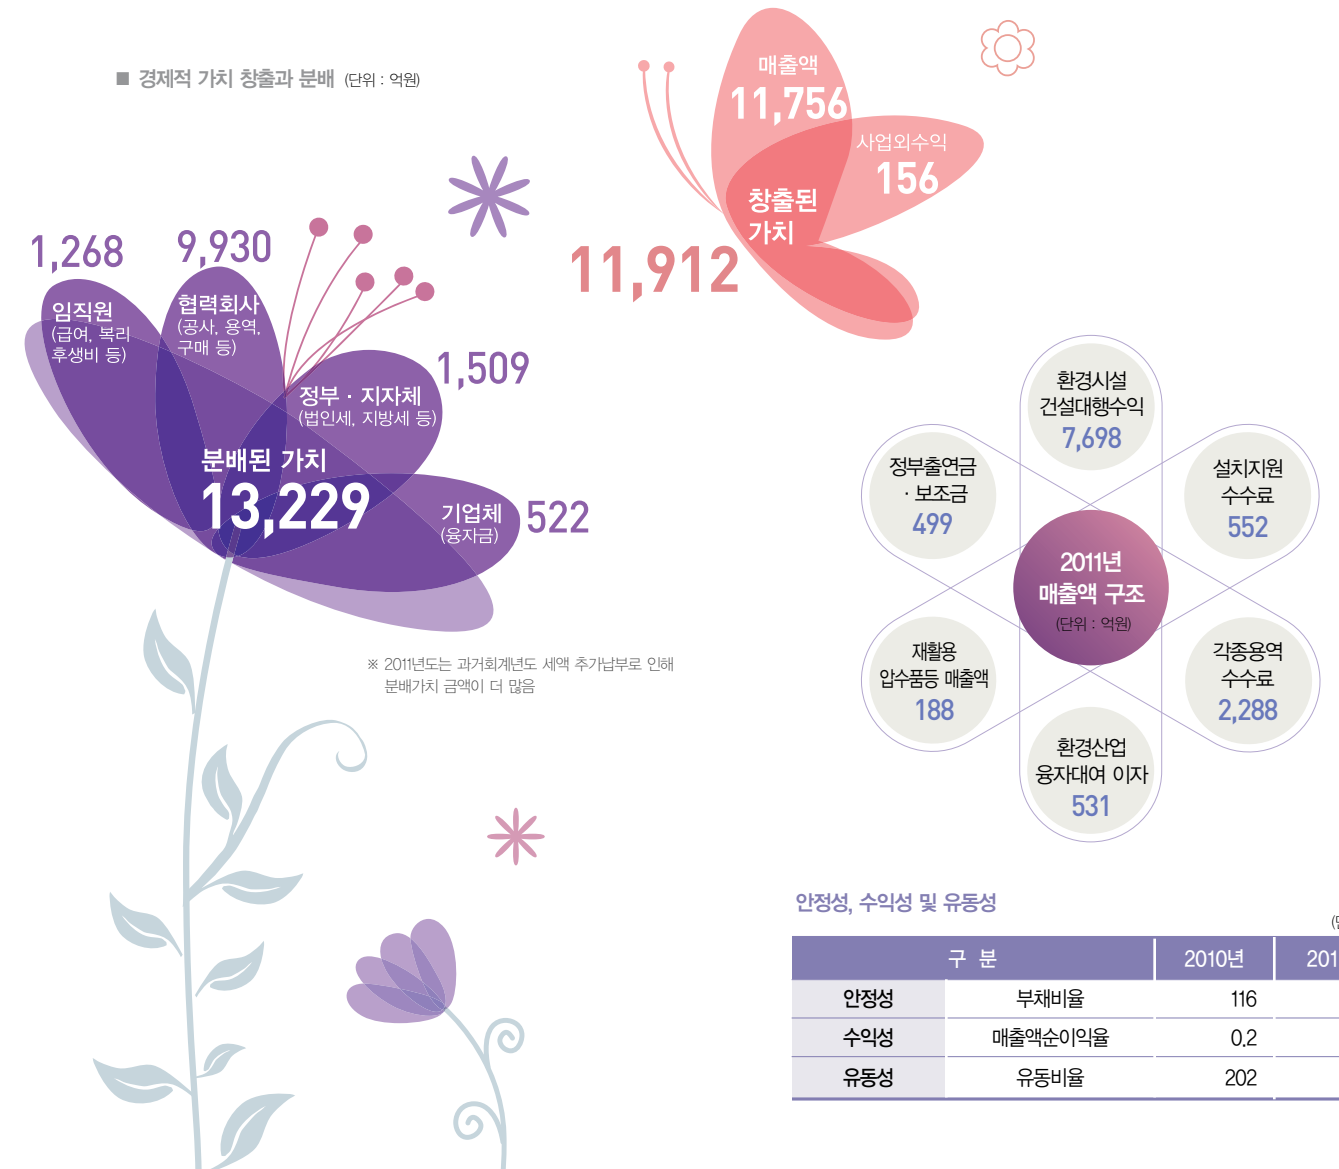 ■ 경제적 가치 창출과 분배 (단위 : 억원)
매출액
11,756
사업외수익
156
창출된
가치
11,912
1,268
임직원
(급여, 복리
후생비 등)
9,930
협력회사
(공사, 용역,
구매 등)
1,509
정부 · 지자체
(법인세, 지방세 등)
분배된 가치
13,229
기업체
(융자금)
522
※ 2011년도는 과거회계년도 세액 추가납부로 인해
분배가치 금액이 더 많음
환경시설
건설대행수익
7,698
정부출연금
· 보조금
499
설치지원
수수료
552
2011년
매출액 구조
(단위 : 억원)
재활용
압수품등 매출액
188
각종용역
수수료
2,288
환경산업
융자대여 이자
531
안정성, 수익성 및 유동성
구 분 2010년 201
안정성 부채비율 116
수익성 매출액순이익율 0.2
유동성 유동비율 202